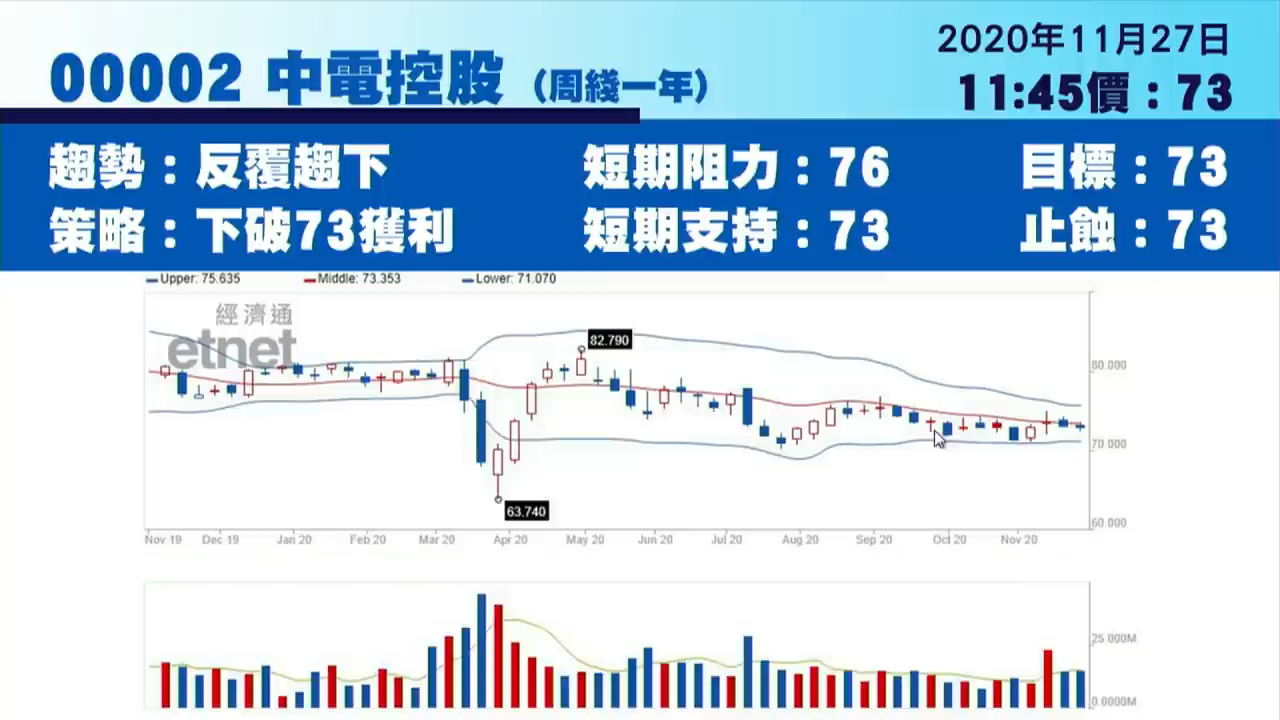 00002 中電控股 (周綫一年)
2020年11月27日
11:45價：73
趨勢：反覆趨下
短期阻力：76
目標：73
策略：下破73獲利
短期支持：73
止蝕：73
Upper: 75.635 Middle: 73.353 Lower: 71.070
經濟通
etnet
82.790
63.740
80.000
70.000
60.000
Nov 19 Dec 19 Jan 20 Feb 20 Mar 20 Apr 20 May 20 Jun 20 Jul 20 Aug 20 Sep 20 Oct 20 Nov 20
25.000M
0.0000M